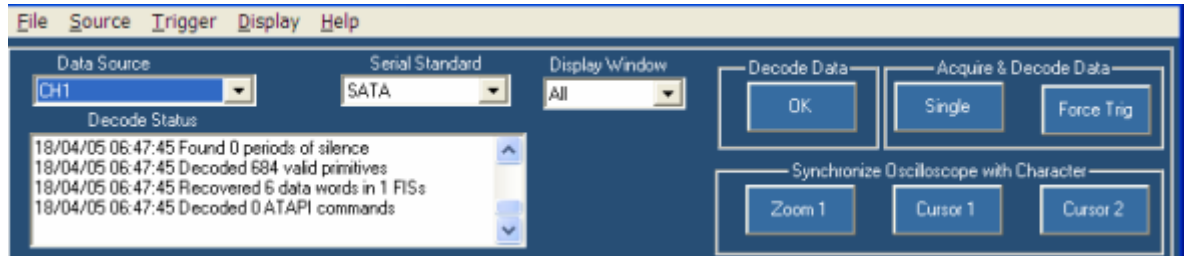 File Source Trigger Display Help
Data Source Serial Standard Display Window Decode Data Acquire & Decode Data
CH1 SATA All OK Single Force Trig
Decode Status
18/04/05 06:47:45 Found 0 periods of silence
18/04/05 06:47:45 Decoded 684 valid primitives
18/04/05 06:47:45 Recovered 6 data words in 1 FISs
18/04/05 06:47:45 Decoded 0 ATAPI commands
Synchronize Oscilloscope with Character
Zoom 1 Cursor 1 Cursor 2